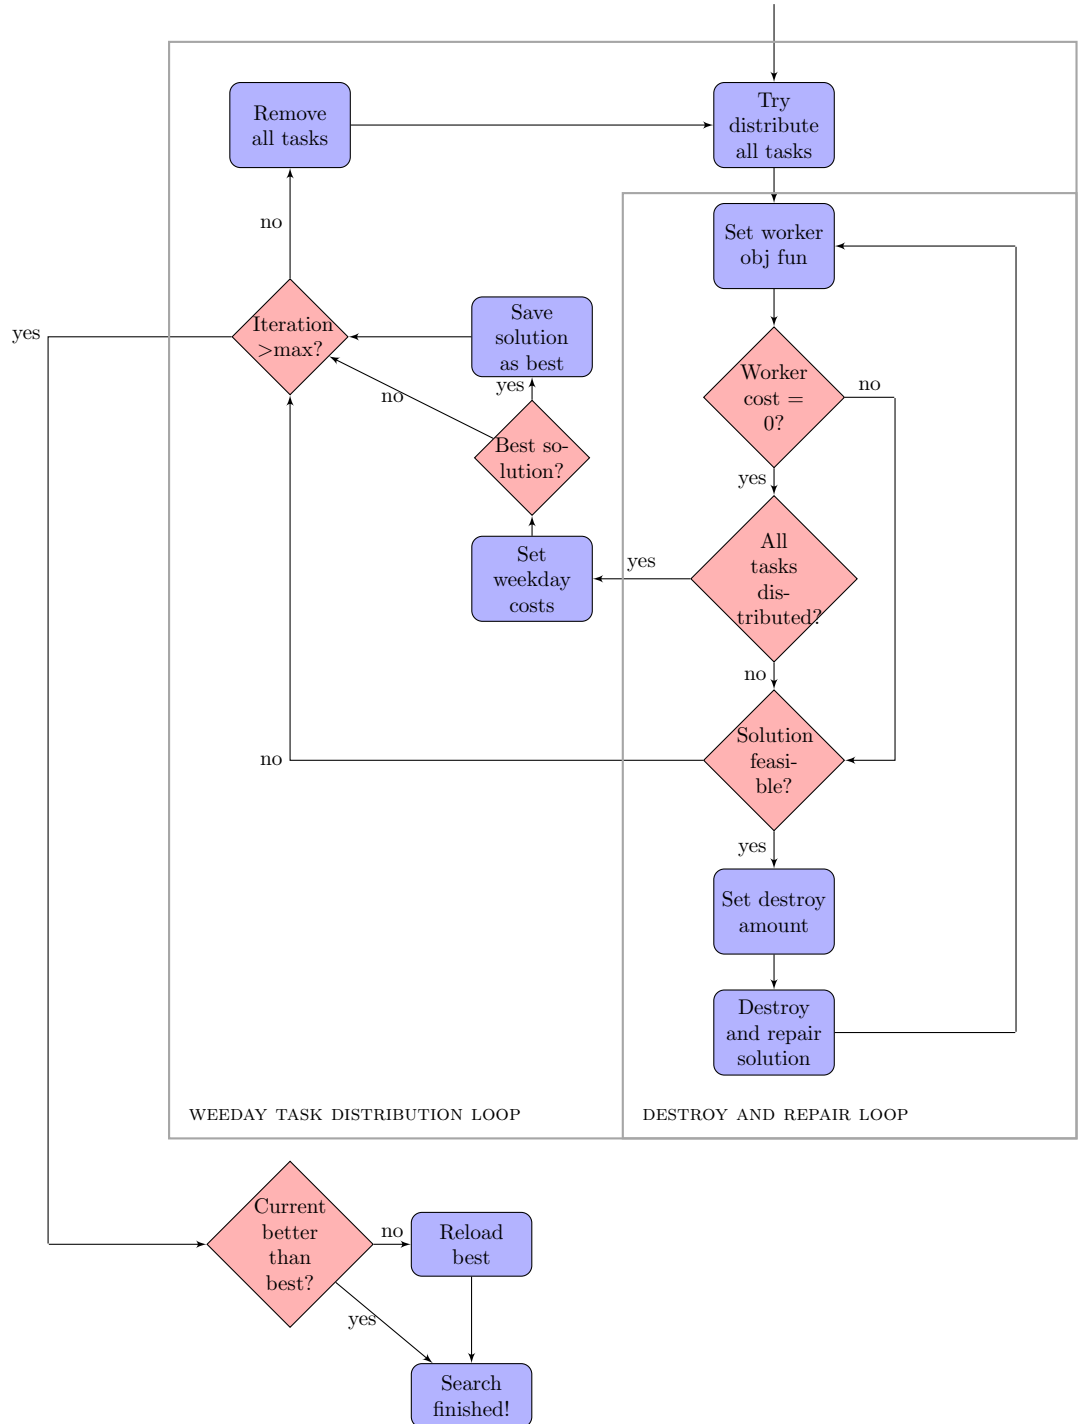 Remove
all tasks
Try
distribute
all tasks
no
Set worker
obj fun
yes
Iteration
>max?
Save
solution
as best
yes
no
Worker
cost =
0?
no
Best so-
lution?
yes
Set
weekday
costs
yes
All
tasks
dis-
tributed?
no
no
Solution
feasi-
ble?
yes
Set destroy
amount
Destroy
and repair
solution
WEEDAY TASK DISTRIBUTION LOOP
DESTROY AND REPAIR LOOP
Current
better
than
best?
no
Reload
best
yes
Search
finished!